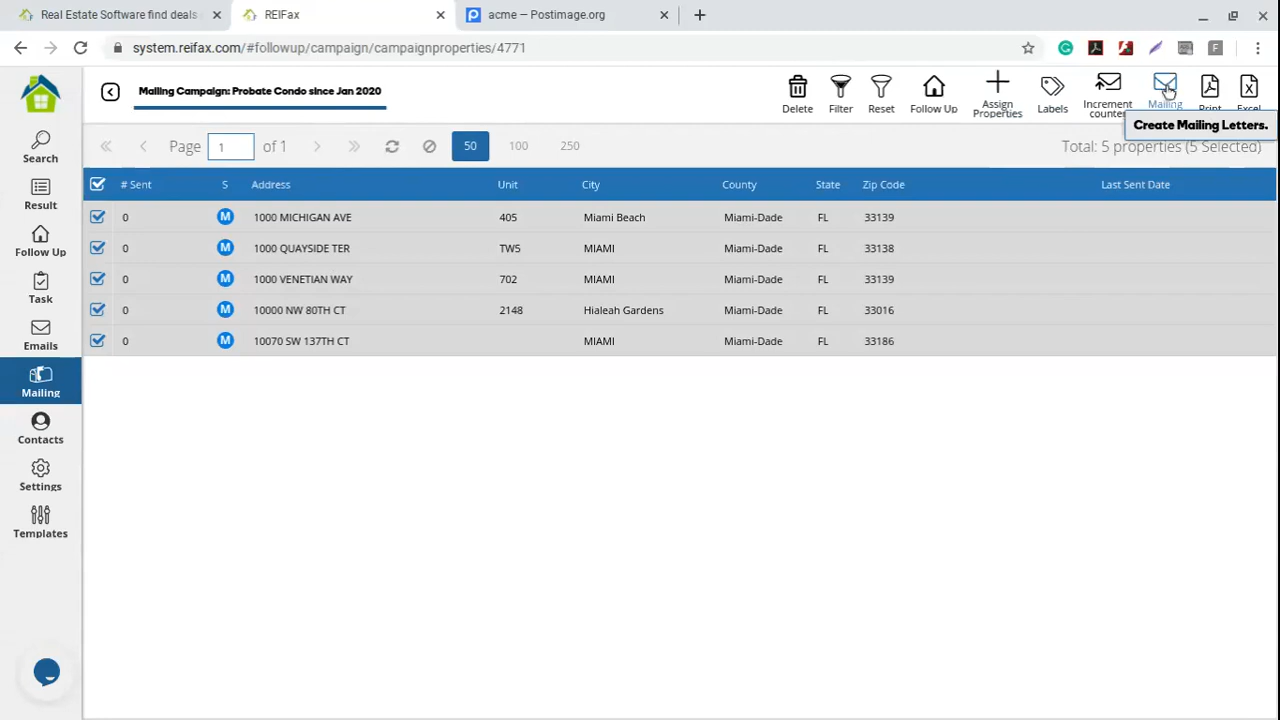 Real Estate Software find deals
REIFax
acme — Postimage.org
system.reifax.com/#followup/campaign/campaignproperties/4771
Mailing Campaign: Probate Condo since Jan 2020
Delete
Filter
Reset
Follow Up
Assign Properties
Labels
Increment counter
Mailing
Print
Excel
Create Mailing Letters.
Page 1 of 1
50 100 250
Total: 5 properties (5 Selected)
# Sent S Address Unit City County State Zip Code Last Sent Date
0 M 1000 MICHIGAN AVE 405 Miami Beach Miami-Dade FL 33139
0 M 1000 QUAYSIDE TER TW5 MIAMI Miami-Dade FL 33138
0 M 1000 VENETIAN WAY 702 MIAMI Miami-Dade FL 33139
0 M 10000 NW 80TH CT 2148 Hialeah Gardens Miami-Dade FL 33016
0 M 10070 SW 137TH CT MIAMI Miami-Dade FL 33186
Search
Result
Follow Up
Task
Emails
Mailing
Contacts
Settings
Templates